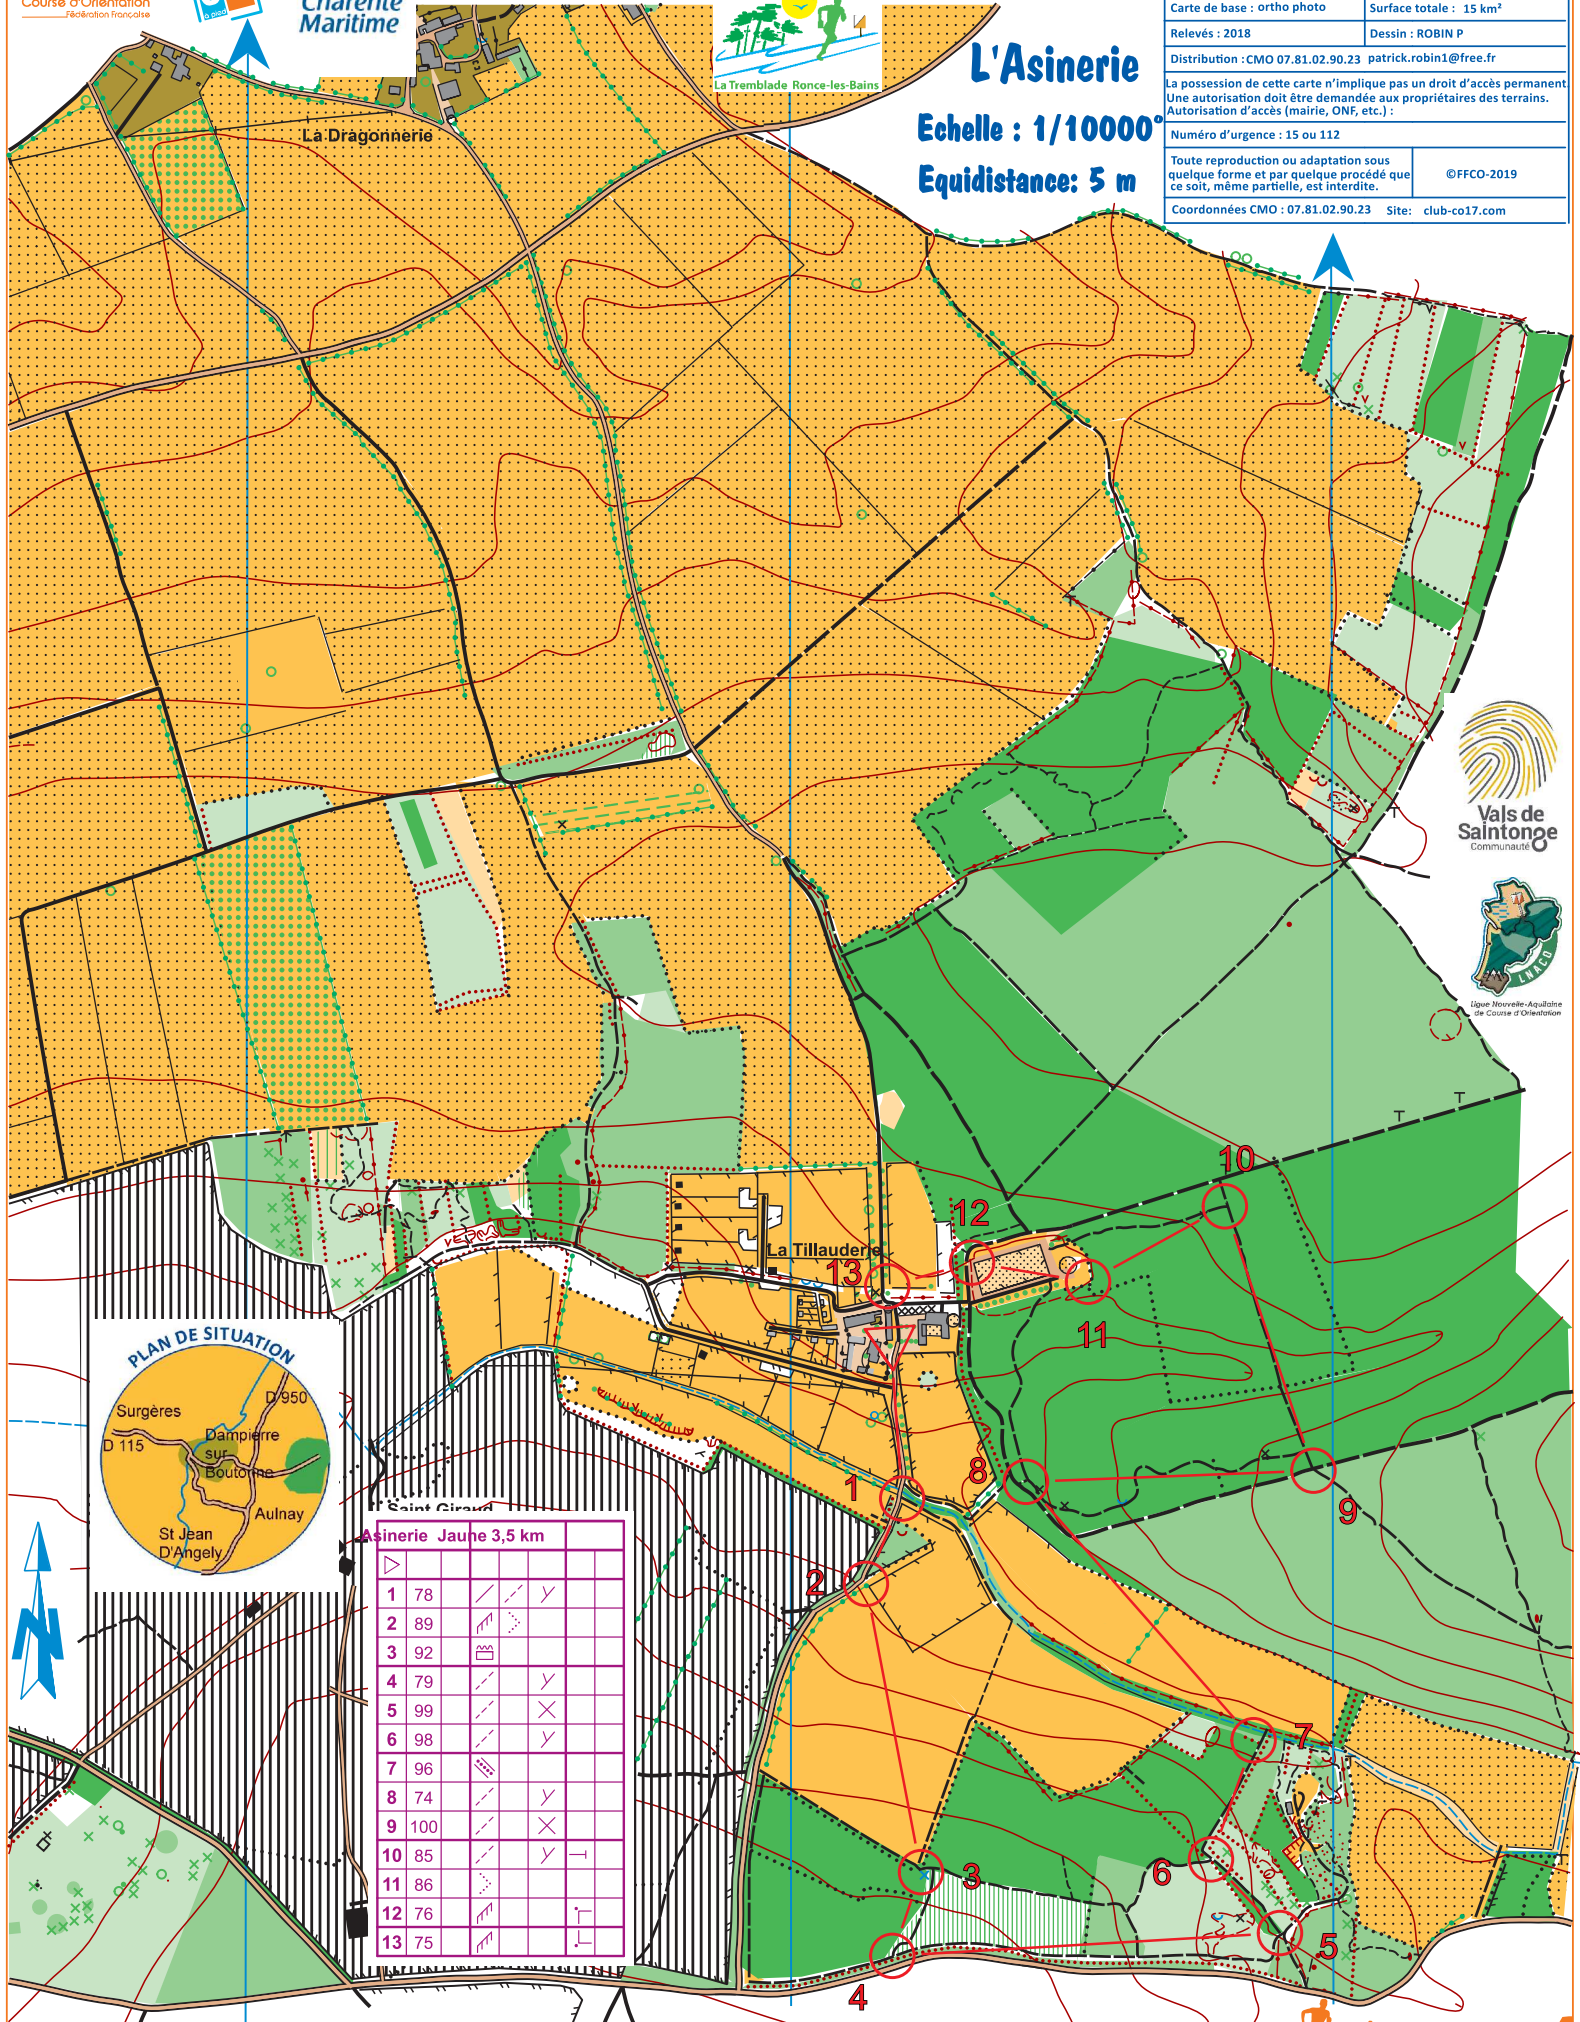 Course d'Orientation
Fédération Française
à pied
Charente
Maritime
La Tremblade Ronce-les-Bains
L'Asinerie
Echelle : 1/10000°
Equidistance: 5 m
Carte de base : ortho photo
Surface totale : 15 km²
Relevés : 2018
Dessin : ROBIN P
Distribution : CMO 07.81.02.90.23 patrick.robin1@free.fr
La possession de cette carte n'implique pas un droit d'accès permanent
Une autorisation doit être demandée aux propriétaires des terrains.
Autorisation d'accès (mairie, ONF, etc.) :
Numéro d'urgence : 15 ou 112
Toute reproduction ou adaptation sous
quelque forme et par quelque procédé que
ce soit, même partielle, est interdite.
©FFCO-2019
Coordonnées CMO : 07.81.02.90.23 Site: club-co17.com
La Dragonnerie
Vals de
Saintonge
Communauté
LNACO
Ligue Nouvelle-Aquitaine
de Course d'Orientation
10
12
La Tillauderie
13
11
PLAN DE SITUATION
D 950
Surgères
D 115
Dampierre
sur
Boutonne
Aulnay
St Jean
D'Angely
8
1
9
Saint Giraud
N
2
Asinerie Jaune 3,5 km
1 78
2 89
3 92
4 79
5 99
6 98
7 96
8 74
9 100
10 85
11 86
12 76
13 75
7
6
3
5
4